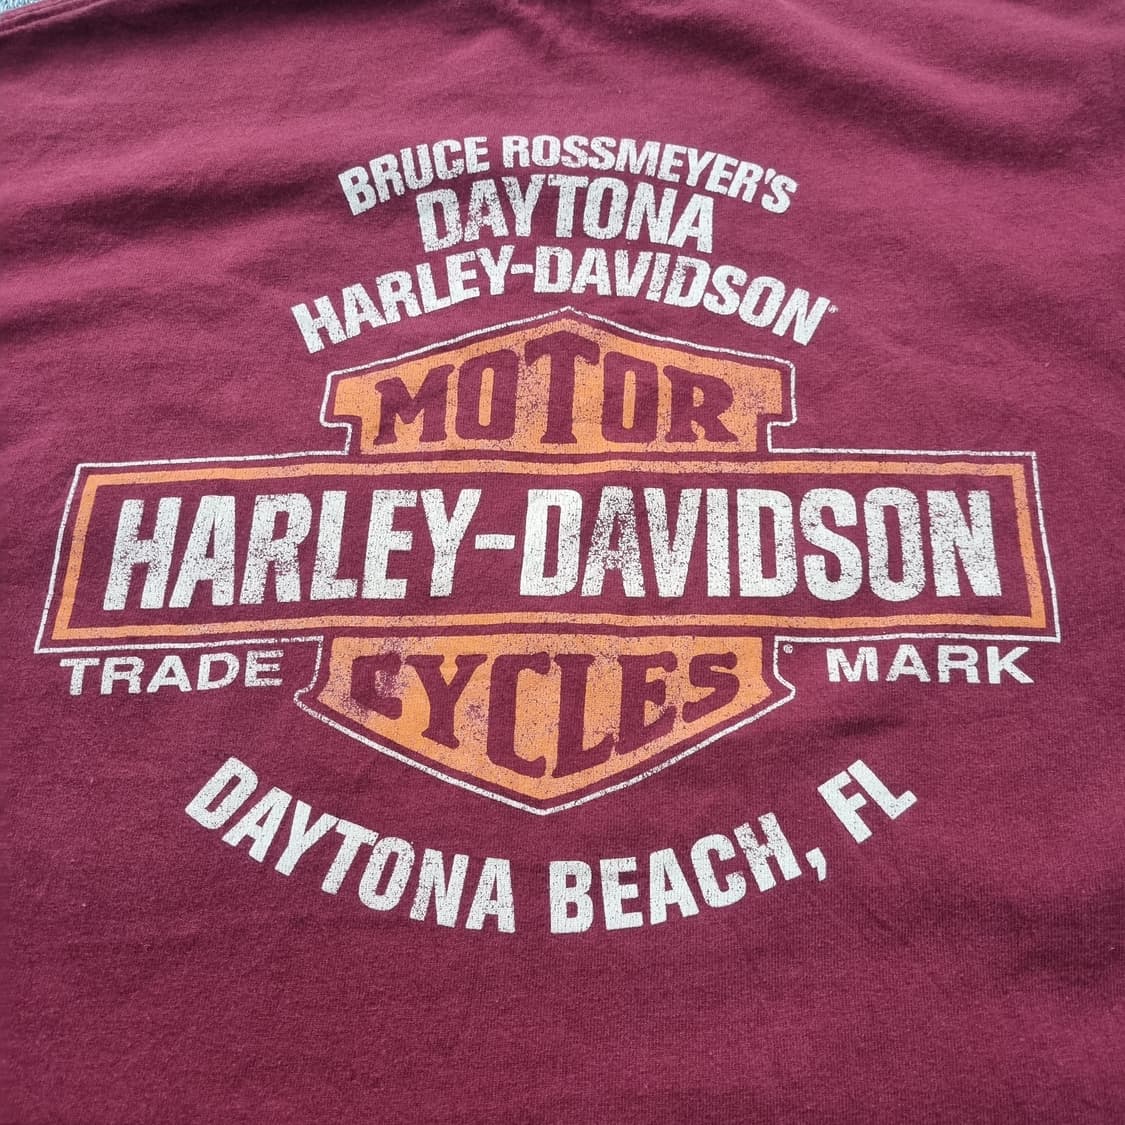 BRUCE ROSSMEYER'S
DAYTONA
HARLEY-DAVIDSON®
MOTOR
HARLEY-DAVIDSON
TRADE MARK
CYCLES ®
DAYTONA BEACH, FL